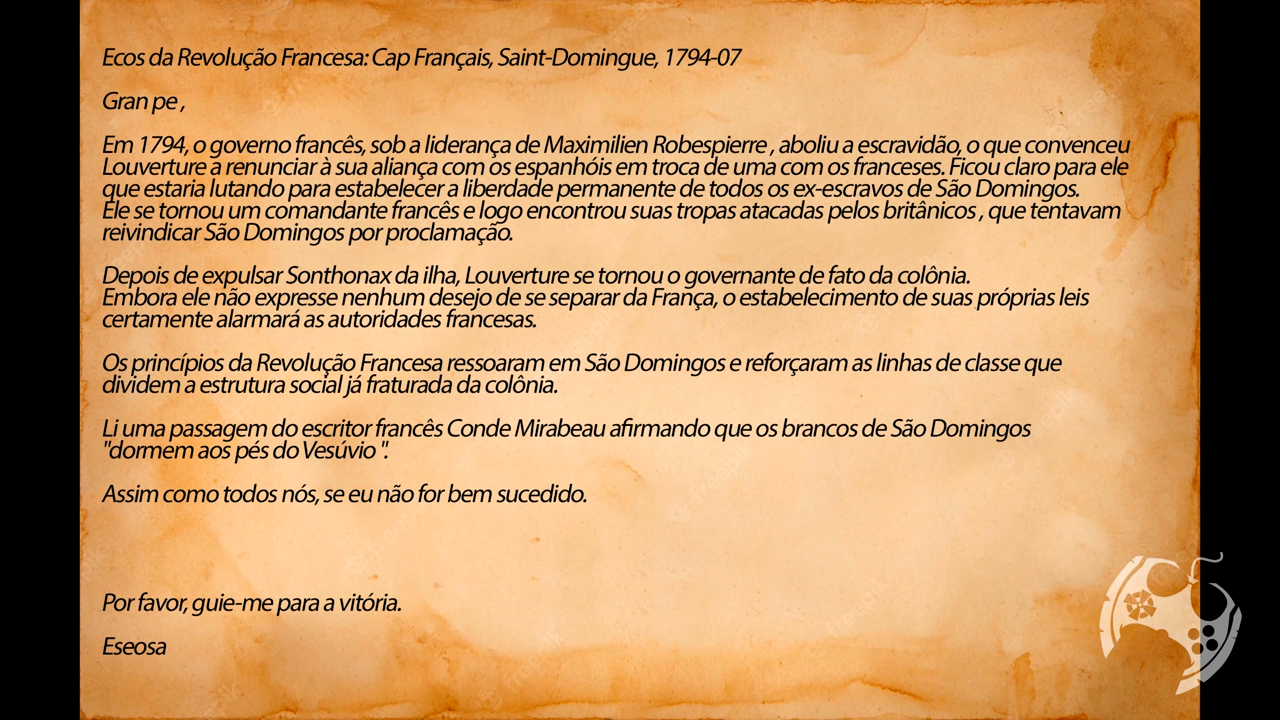 Ecos da Revolução Francesa: Cap Français, Saint-Domingue, 1794-07
Gran pe ,
Em 1794, o governo francês, sob a liderança de Maximilien Robespierre , aboliu a escravidão, o que convenceu
Louverture a renunciar à sua aliança com os espanhóis em troca de uma com os franceses. Ficou claro para ele
que estaria lutando para estabelecer a liberdade permanente de todos os ex-escravos de São Domingos.
Ele se tornou um comandante francês e logo encontrou suas tropas atacadas pelos britânicos , que tentavam
reivindicar São Domingos por proclamação.
Depois de expulsar Sonthonax da ilha, Louverture se tornou o governante de fato da colônia.
Embora ele não expresse nenhum desejo de se separar da França, o estabelecimento de suas próprias leis
certamente alarmará as autoridades francesas.
Os princípios da Revolução Francesa ressoaram em São Domingos e reforçaram as linhas de classe que
dividem a estrutura social já fraturada da colônia.
Li uma passagem do escritor francês Conde Mirabeau afirmando que os brancos de São Domingos
"dormem aos pés do Vesúvio ".
Assim como todos nós, se eu não for bem sucedido.
Por favor, guie-me para a vitória.
Eseosa